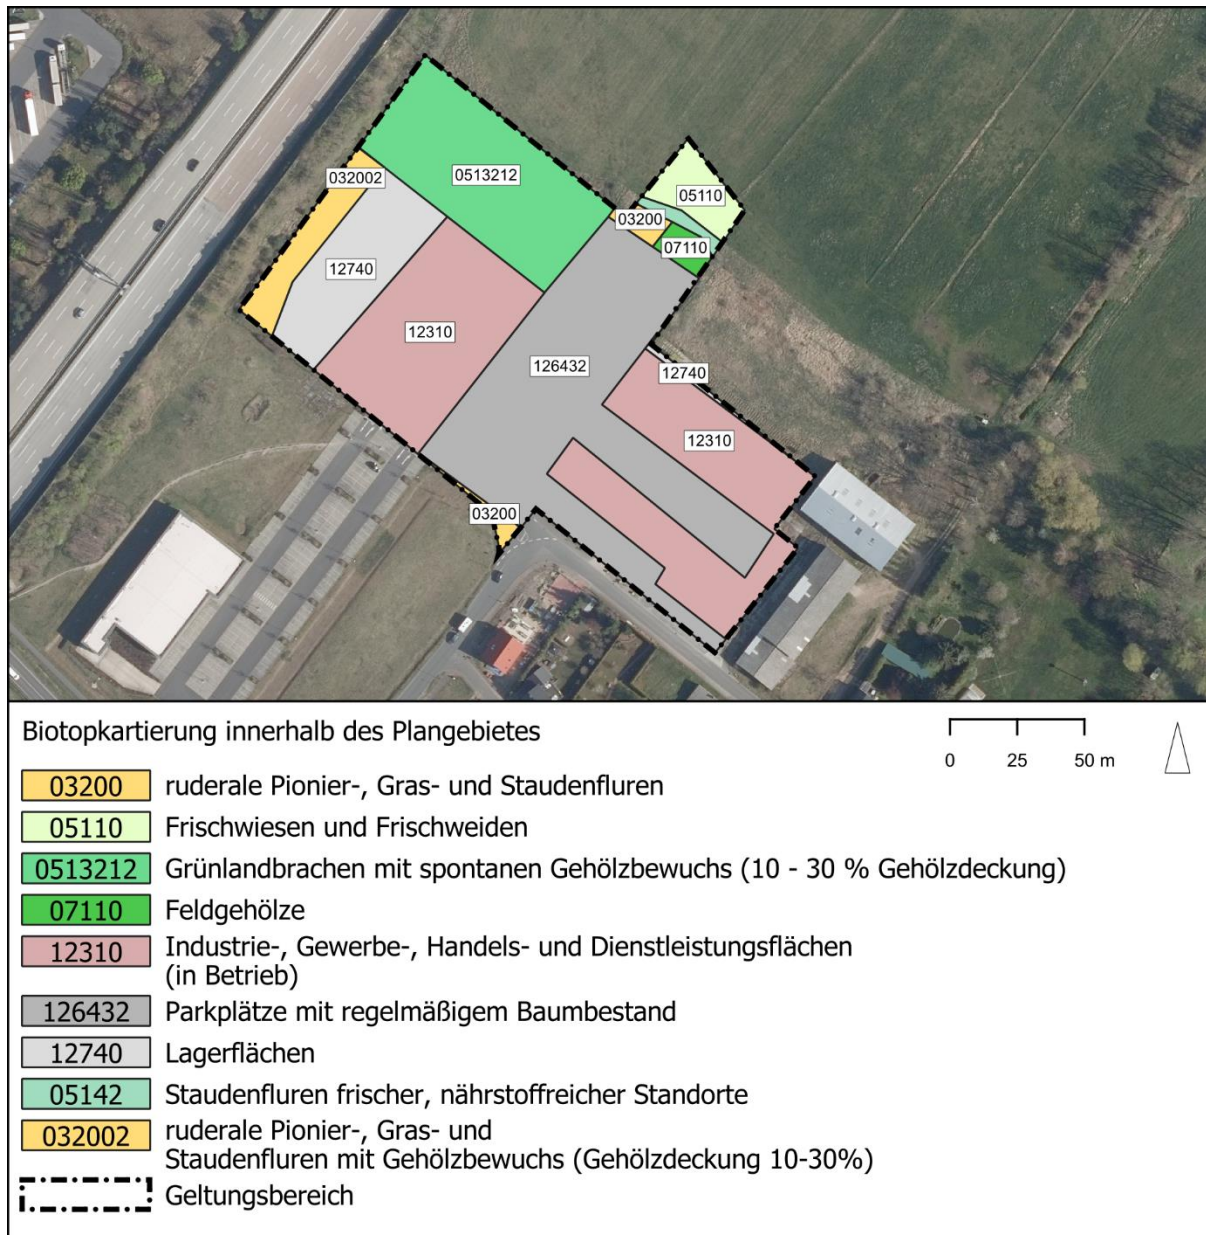 0513212
032002
05110
03200
07110
12740
12310
126432
12740
12310
03200
Biotopkartierung innerhalb des Plangebietes
0 25 50 m
03200 ruderale Pionier-, Gras- und Staudenfluren
05110 Frischwiesen und Frischweiden
0513212 Grünlandbrachen mit spontanen Gehölzbewuchs (10 - 30 % Gehölzdeckung)
07110 Feldgehölze
12310 Industrie-, Gewerbe-, Handels- und Dienstleistungsflächen
(in Betrieb)
126432 Parkplätze mit regelmäßigem Baumbestand
12740 Lagerflächen
05142 Staudenfluren frischer, nährstoffreicher Standorte
032002 ruderale Pionier-, Gras- und
Staudenfluren mit Gehölzbewuchs (Gehölzdeckung 10-30%)
Geltungsbereich